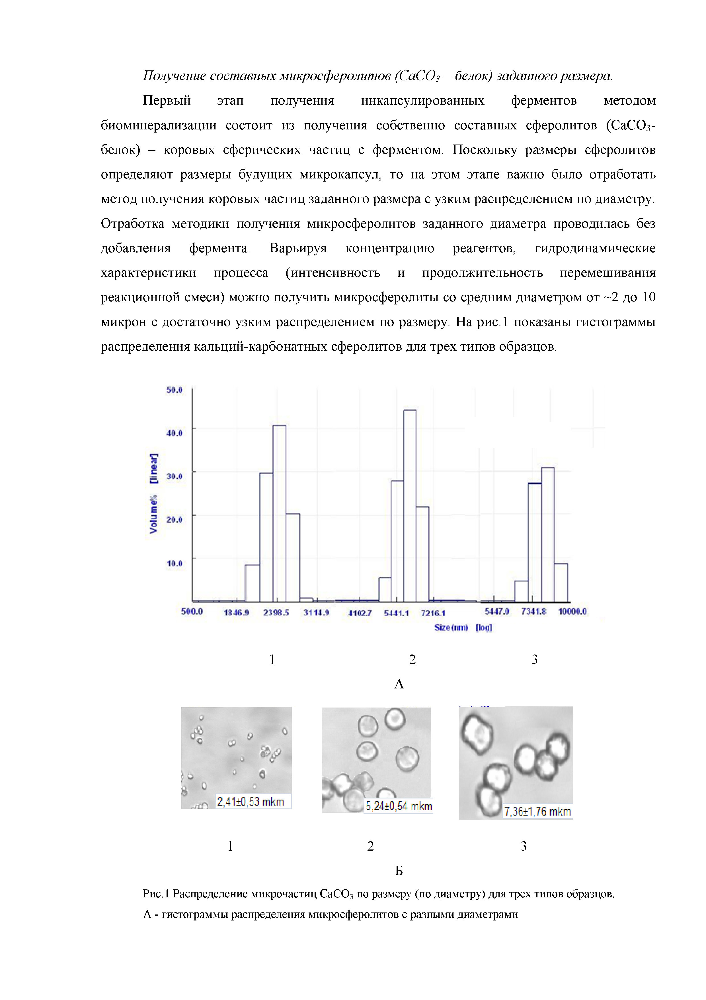 Получение составных микросферолитов (CaCO₃ – белок) заданного размера.
Первый этап получения инкапсулированных ферментов методом
биоминерализации состоит из получения собственно составных сферолитов (CaCO₃-
белок) – коровых сферических частиц с ферментом. Поскольку размеры сферолитов
определяют размеры будущих микрокапсул, то на этом этапе важно было отработать
метод получения коровых частиц заданного размера с узким распределением по диаметру.
Отработка методики получения микросферолитов заданного диаметра проводилась без
добавления фермента. Варьируя концентрацию реагентов, гидродинамические
характеристики процесса (интенсивность и продолжительность перемешивания
реакционной смеси) можно получить микросферолиты со средним диаметром от ~2 до 10
микрон с достаточно узким распределением по размеру. На рис.1 показаны гистограммы
распределения кальций-карбонатных сферолитов для трех типов образцов.
50.0
40.0
30.0
20.0
10.0
Volume% [linear]
500.0 1846.9 2398.5 3114.9 4102.7 5441.1 7216.1 5447.0 7341.8 10000.0
Size (nm) [log]
1 2 3
А
2,41±0,53 mkm 5,24±0,54 mkm 7,36±1,76 mkm
1 2 3
Б
Рис.1 Распределение микрочастиц CaCO₃ по размеру (по диаметру) для трех типов образцов.
А - гистограммы распределения микросферолитов с разными диаметрами